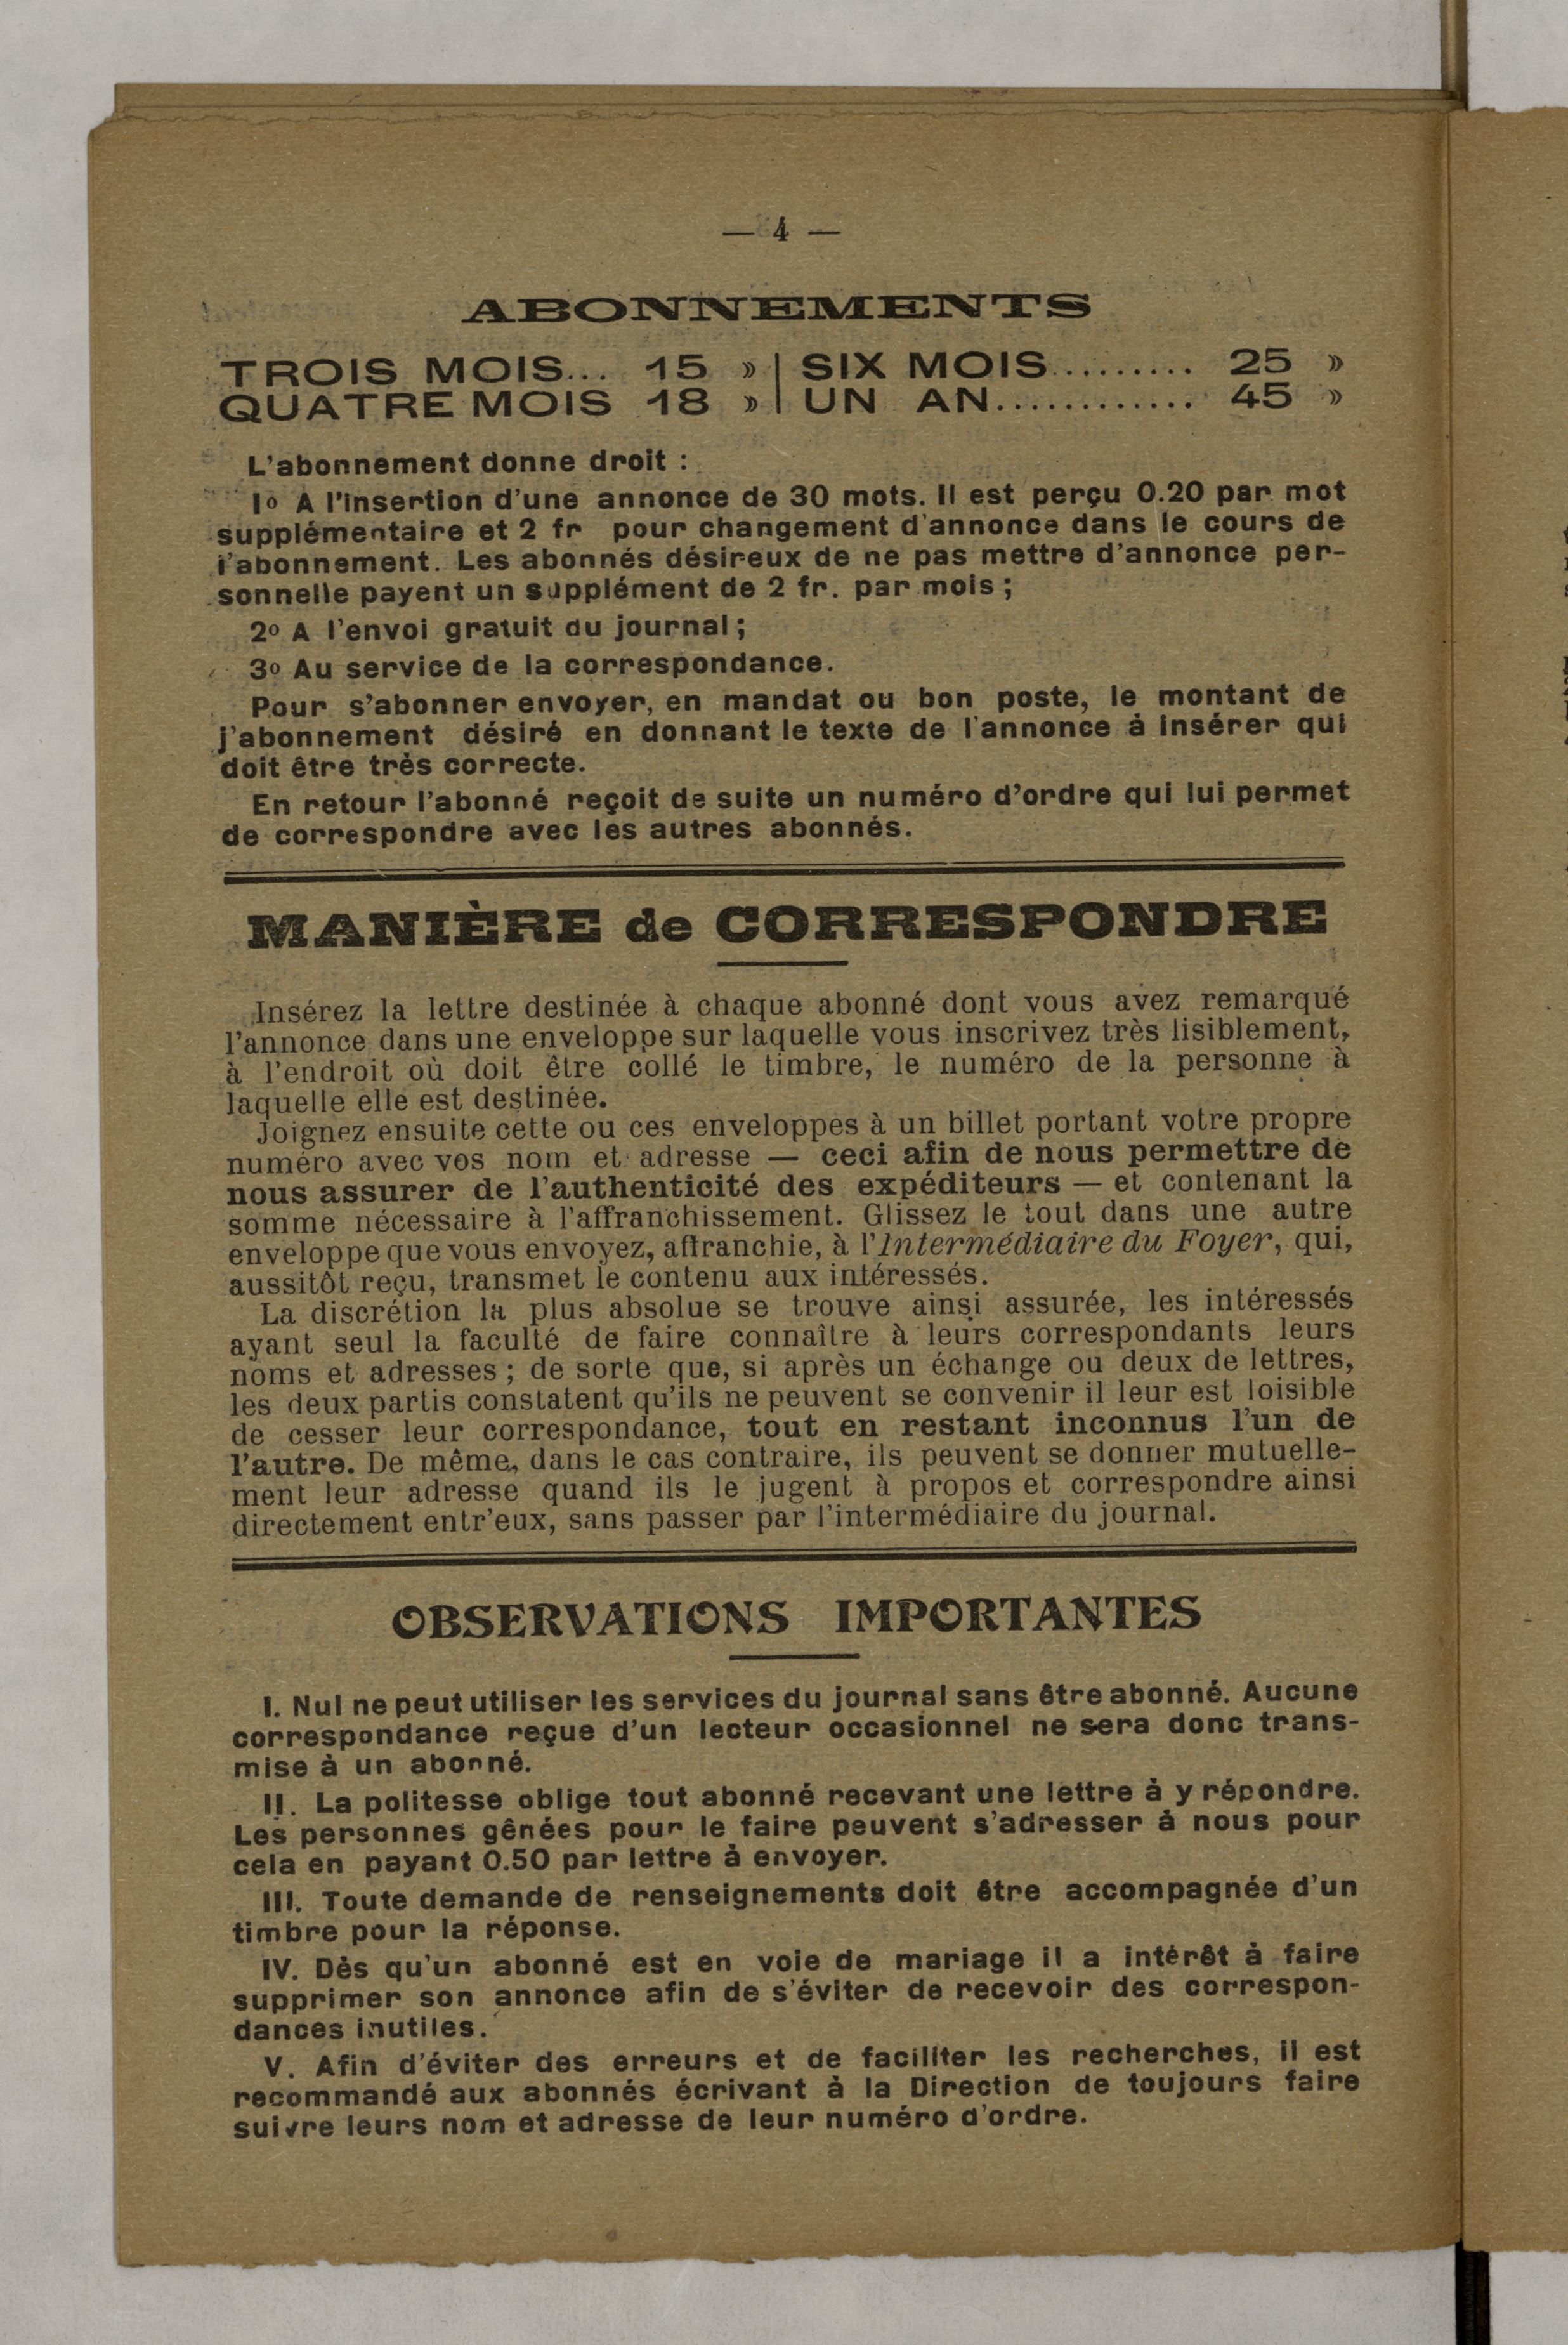 — 4 —
ABONNEMENTS
TROIS MOIS... 15 » | SIX MOIS......... 25 »
QUATRE MOIS 18 » | UN AN............ 45 »
L'abonnement donne droit :
1o A l'insertion d'une annonce de 30 mots. Il est perçu 0.20 par mot
supplémentaire et 2 fr pour changement d'annonce dans le cours de
l'abonnement. Les abonnés désireux de ne pas mettre d'annonce per-
sonnelle payent un supplément de 2 fr. par mois ;
2o A l'envoi gratuit du journal ;
3o Au service de la correspondance.
Pour s'abonner envoyer, en mandat ou bon poste, le montant de
j'abonnement désiré en donnant le texte de l'annonce à insérer qui
doit être très correcte.
En retour l'abonné reçoit de suite un numéro d'ordre qui lui permet
de correspondre avec les autres abonnés.
MANIÈRE de CORRESPONDRE
Insérez la lettre destinée à chaque abonné dont vous avez remarqué
l'annonce dans une enveloppe sur laquelle vous inscrivez très lisiblement,
à l'endroit où doit être collé le timbre, le numéro de la personne à
laquelle elle est destinée.
Joignez ensuite cette ou ces enveloppes à un billet portant votre propre
numéro avec vos nom et adresse — ceci afin de nous permettre de
nous assurer de l'authenticité des expéditeurs — et contenant la
somme nécessaire à l'affranchissement. Glissez le tout dans une autre
enveloppe que vous envoyez, affranchie, à l'Intermédiaire du Foyer, qui,
aussitôt reçu, transmet le contenu aux intéressés.
La discrétion la plus absolue se trouve ainsi assurée, les intéressés
ayant seul la faculté de faire connaître à leurs correspondants leurs
noms et adresses ; de sorte que, si après un échange ou deux de lettres,
les deux partis constatent qu'ils ne peuvent se convenir il leur est loisible
de cesser leur correspondance, tout en restant inconnus l'un de
l'autre. De même, dans le cas contraire, ils peuvent se donner mutuelle-
ment leur adresse quand ils le jugent à propos et correspondre ainsi
directement entr'eux, sans passer par l'intermédiaire du journal.
OBSERVATIONS IMPORTANTES
I. Nul ne peut utiliser les services du journal sans être abonné. Aucune
correspondance reçue d'un lecteur occasionnel ne sera donc trans-
mise à un abonné.
II. La politesse oblige tout abonné recevant une lettre à y répondre.
Les personnes gênées pour le faire peuvent s'adresser à nous pour
cela en payant 0.50 par lettre à envoyer.
III. Toute demande de renseignements doit être accompagnée d'un
timbre pour la réponse.
IV. Dès qu'un abonné est en voie de mariage il a intérêt à faire
supprimer son annonce afin de s'éviter de recevoir des correspon-
dances inutiles.
V. Afin d'éviter des erreurs et de faciliter les recherches, il est
recommandé aux abonnés écrivant à la Direction de toujours faire
suivre leurs nom et adresse de leur numéro d'ordre.